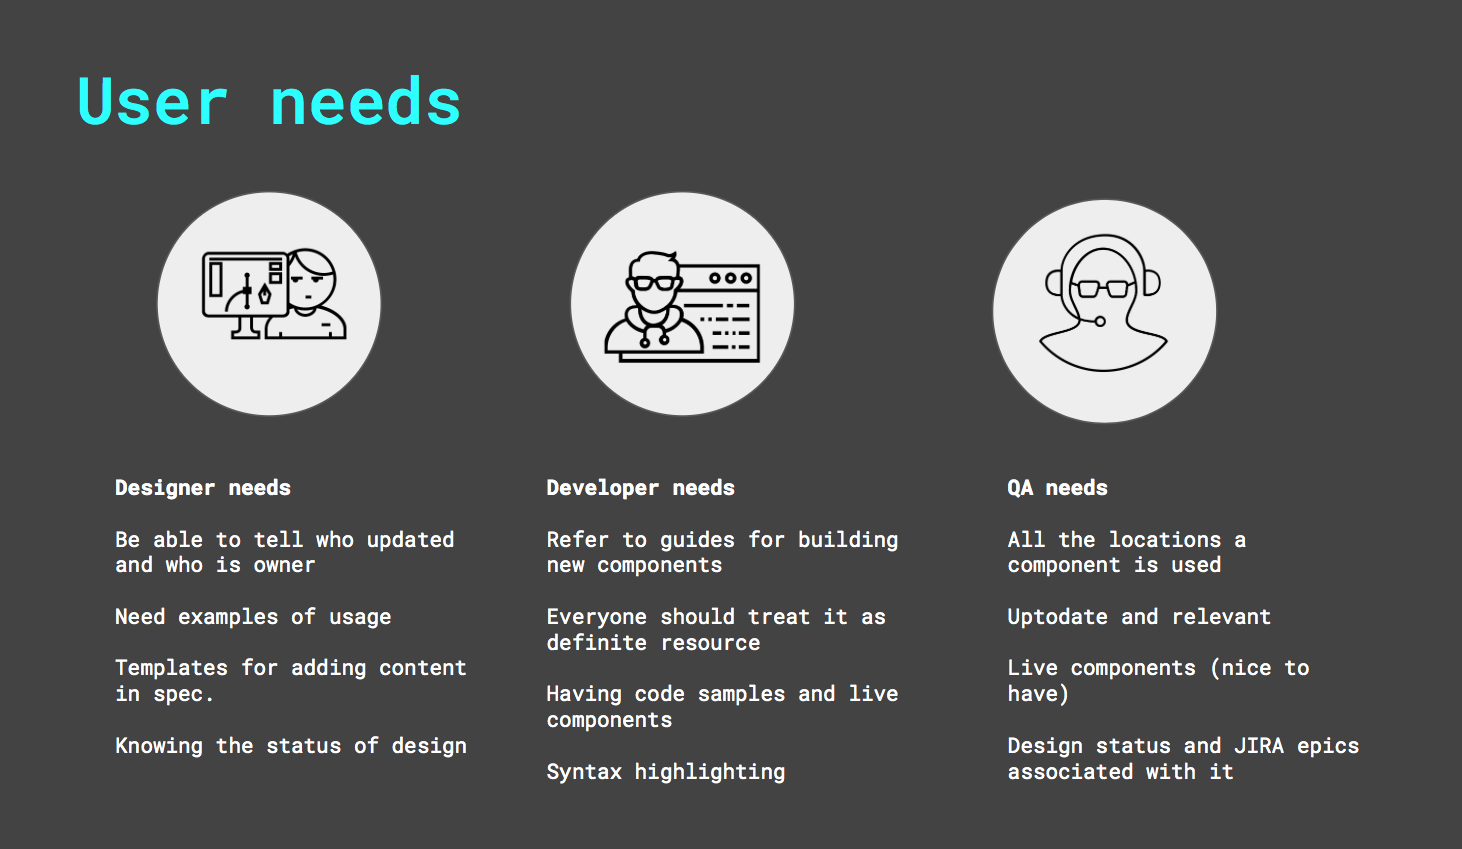 User needs
Designer needs
Be able to tell who updated
and who is owner
Need examples of usage
Templates for adding content
in spec.
Knowing the status of design
Developer needs
Refer to guides for building
new components
Everyone should treat it as
definite resource
Having code samples and live
components
Syntax highlighting
QA needs
All the locations a
component is used
Uptodate and relevant
Live components (nice to
have)
Design status and JIRA epics
associated with it